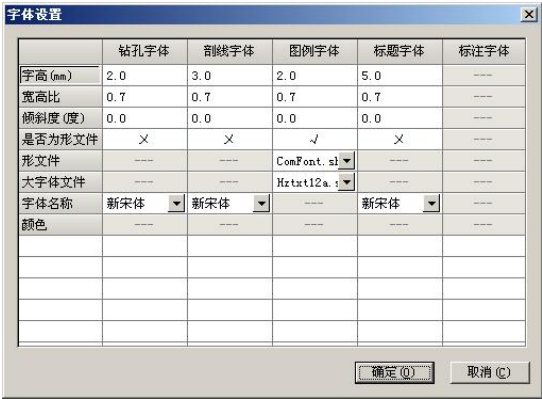 字体设置
钻孔字体 剖线字体 图例字体 标题字体 标注字体
字高(mm) 2.0 3.0 2.0 5.0 ---
宽高比 0.7 0.7 0.7 0.7 ---
倾斜度(度) 0.0 0.0 0.0 0.0 ---
是否为形文件 × × √ × ---
形文件 --- --- ComFont.sh --- ---
大字体文件 --- --- Hztxt12a.s --- ---
字体名称 新宋体 新宋体 --- 新宋体 ---
颜色 --- --- --- --- ---
确定(O) 取消(C)